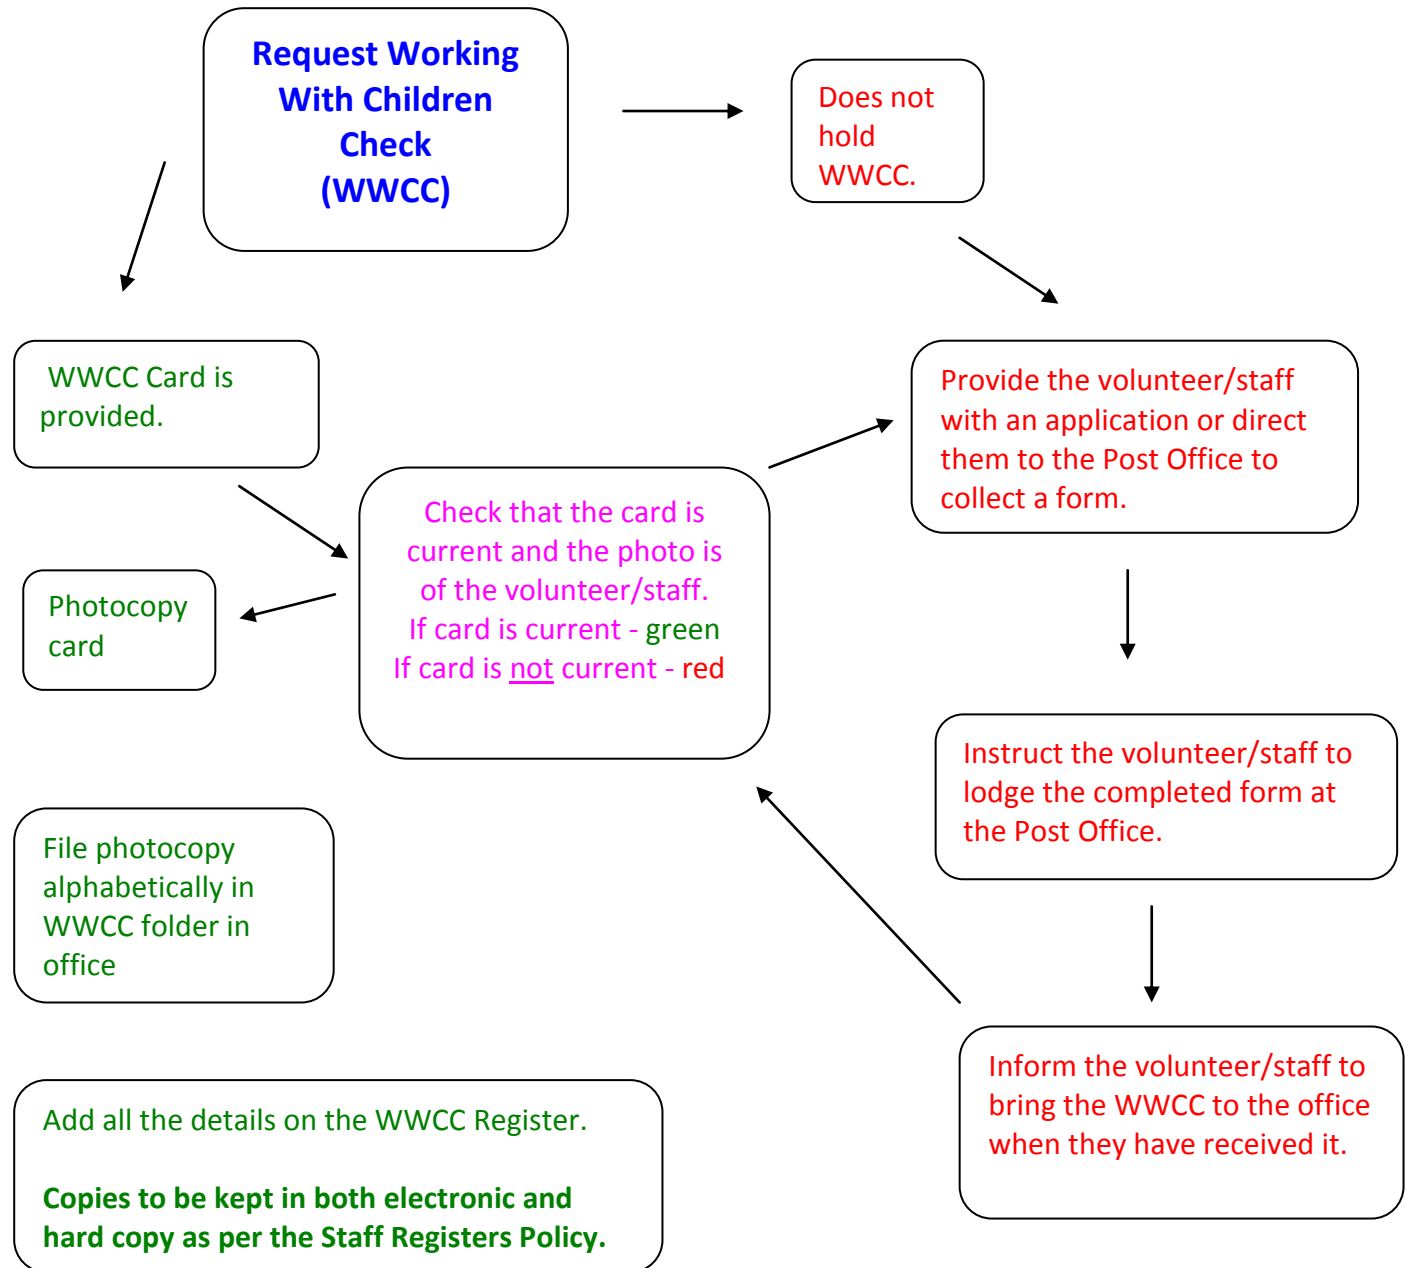 Request Working
With Children
Check
(WWCC)
Does not
hold
WWCC.
WWCC Card is
provided.
Provide the volunteer/staff
with an application or direct
them to the Post Office to
collect a form.
Check that the card is
current and the photo is
of the volunteer/staff.
If card is current - green
If card is not current - red
Photocopy
card
Instruct the volunteer/staff to
lodge the completed form at
the Post Office.
File photocopy
alphabetically in
WWCC folder in
office
Inform the volunteer/staff to
bring the WWCC to the office
when they have received it.
Add all the details on the WWCC Register.
Copies to be kept in both electronic and
hard copy as per the Staff Registers Policy.